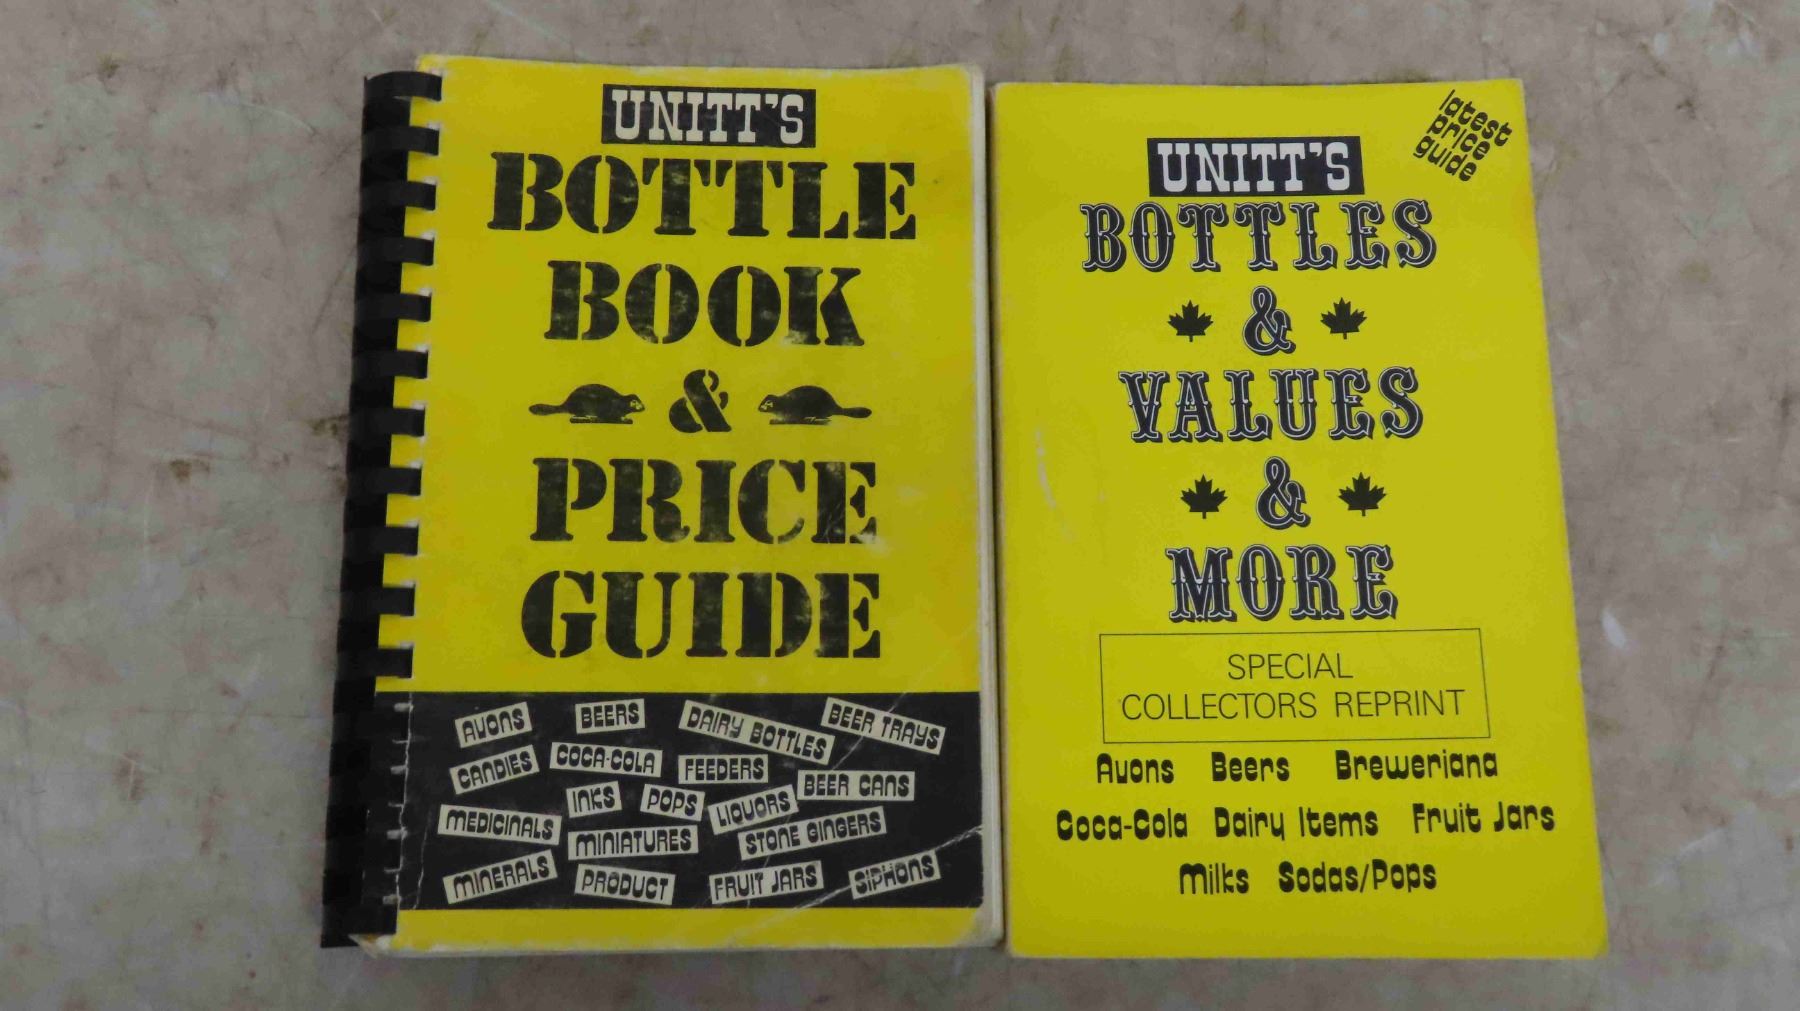 UNITT'S
BOTTLE
BOOK
&
PRICE
GUIDE
AVONS BEERS DAIRY BOTTLES BEER TRAYS
CANDIES COCA-COLA FEEDERS BEER CANS
INKS POPS LIQUORS
MEDICINALS MINIATURES STONE GINGERS
MINERALS PRODUCT FRUIT JARS SIPHONS
latest
price
guide
UNITT'S
BOTTLES
&
VALUES
&
MORE
SPECIAL
COLLECTORS REPRINT
Avons Beers Breweriana
Coca-Cola Dairy Items Fruit Jars
Milks Sodas/Pops